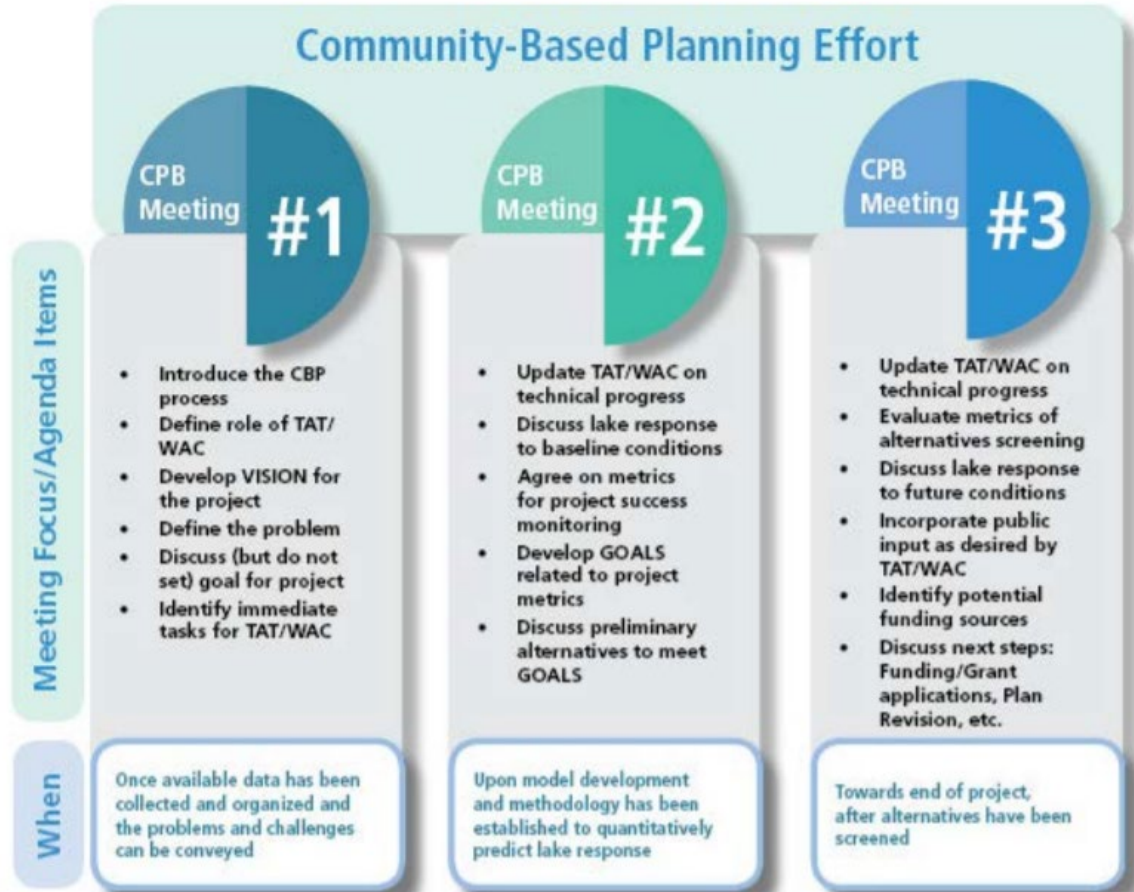 Community-Based Planning Effort
CPB
Meeting
#1
CPB
Meeting
#2
CPB
Meeting
#3
Meeting Focus/Agenda Items
• Introduce the CBP
process
• Define role of TAT/
WAC
• Develop VISION for
the project
• Define the problem
• Discuss (but do not
set) goal for project
• Identify immediate
tasks for TAT/WAC
• Update TAT/WAC on
technical progress
• Discuss lake response
to baseline conditions
• Agree on metrics
for project success
monitoring
• Develop GOALS
related to project
metrics
• Discuss preliminary
alternatives to meet
GOALS
• Update TAT/WAC on
technical progress
• Evaluate metrics of
alternatives screening
• Discuss lake response
to future conditions
• Incorporate public
input as desired by
TAT/WAC
• Identify potential
funding sources
• Discuss next steps:
Funding/Grant
applications, Plan
Revision, etc.
When
Once available data has been
collected and organized and
the problems and challenges
can be conveyed
Upon model development
and methodology has been
established to quantitatively
predict lake response
Towards end of project,
after alternatives have been
screened